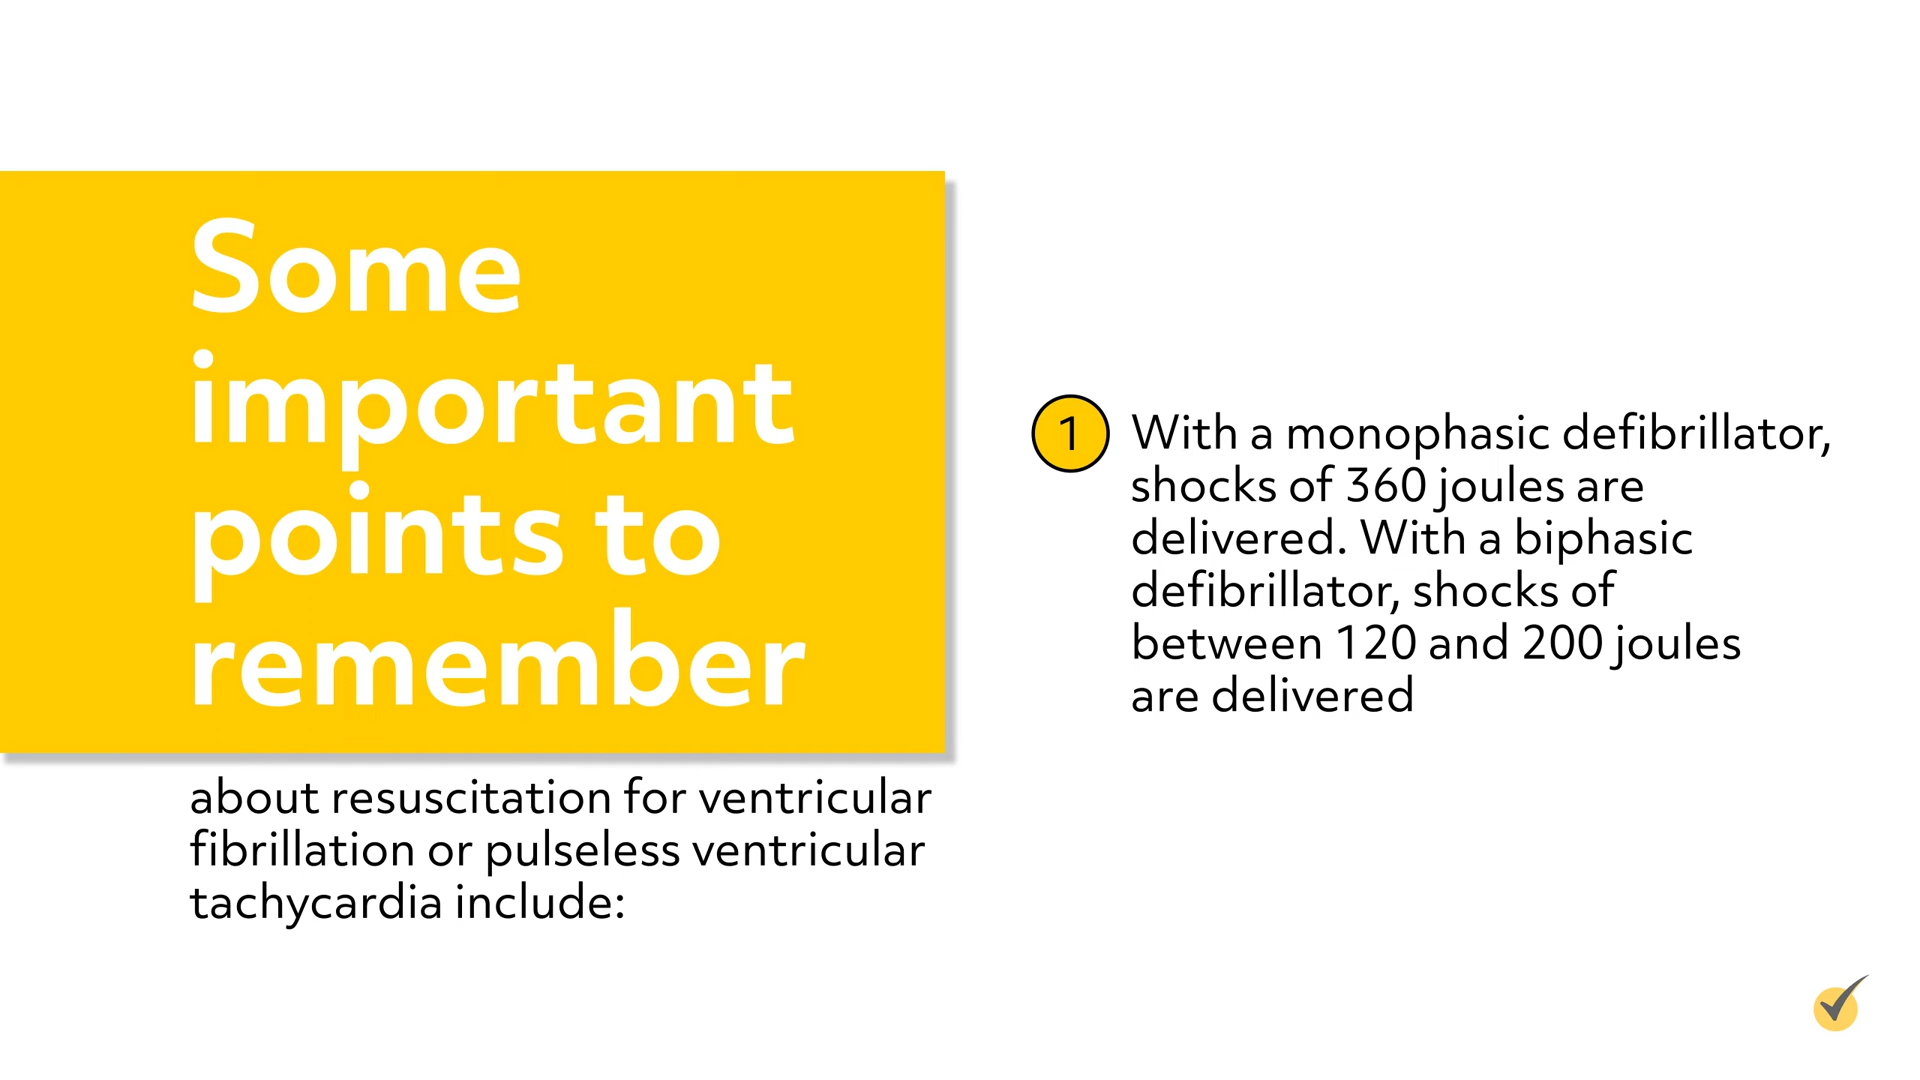 Some
important
points to
remember
about resuscitation for ventricular
fibrillation or pulseless ventricular
tachycardia include:
1 With a monophasic defibrillator,
shocks of 360 joules are
delivered. With a biphasic
defibrillator, shocks of
between 120 and 200 joules
are delivered